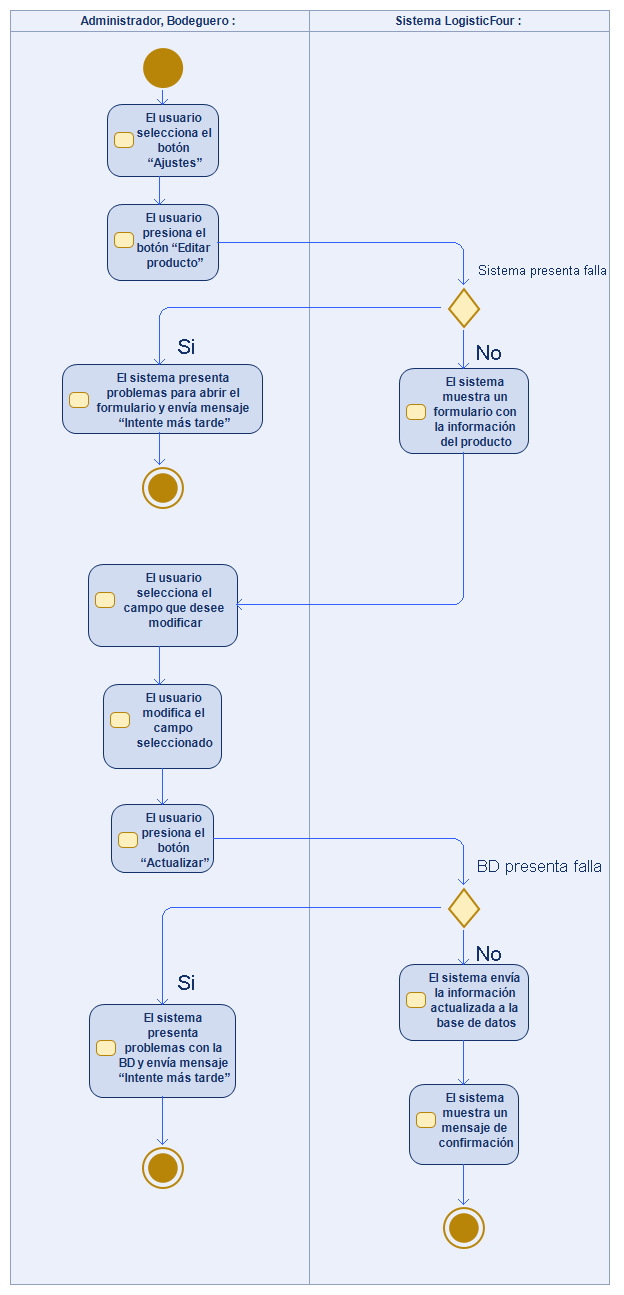 Administrador, Bodeguero :
Sistema LogisticFour :
El usuario
selecciona el
botón
“Ajustes”
El usuario
presiona el
botón “Editar
producto”
Sistema presenta falla
Si
No
El sistema presenta
problemas para abrir el
formulario y envía mensaje
“Intente más tarde”
El sistema
muestra un
formulario con
la información
del producto
El usuario
selecciona el
campo que desee
modificar
El usuario
modifica el
campo
seleccionado
El usuario
presiona el
botón
“Actualizar”
BD presenta falla
Si
No
El sistema envía
la información
actualizada a la
base de datos
El sistema
presenta
problemas con la
BD y envía mensaje
“Intente más tarde”
El sistema
muestra un
mensaje de
confirmación